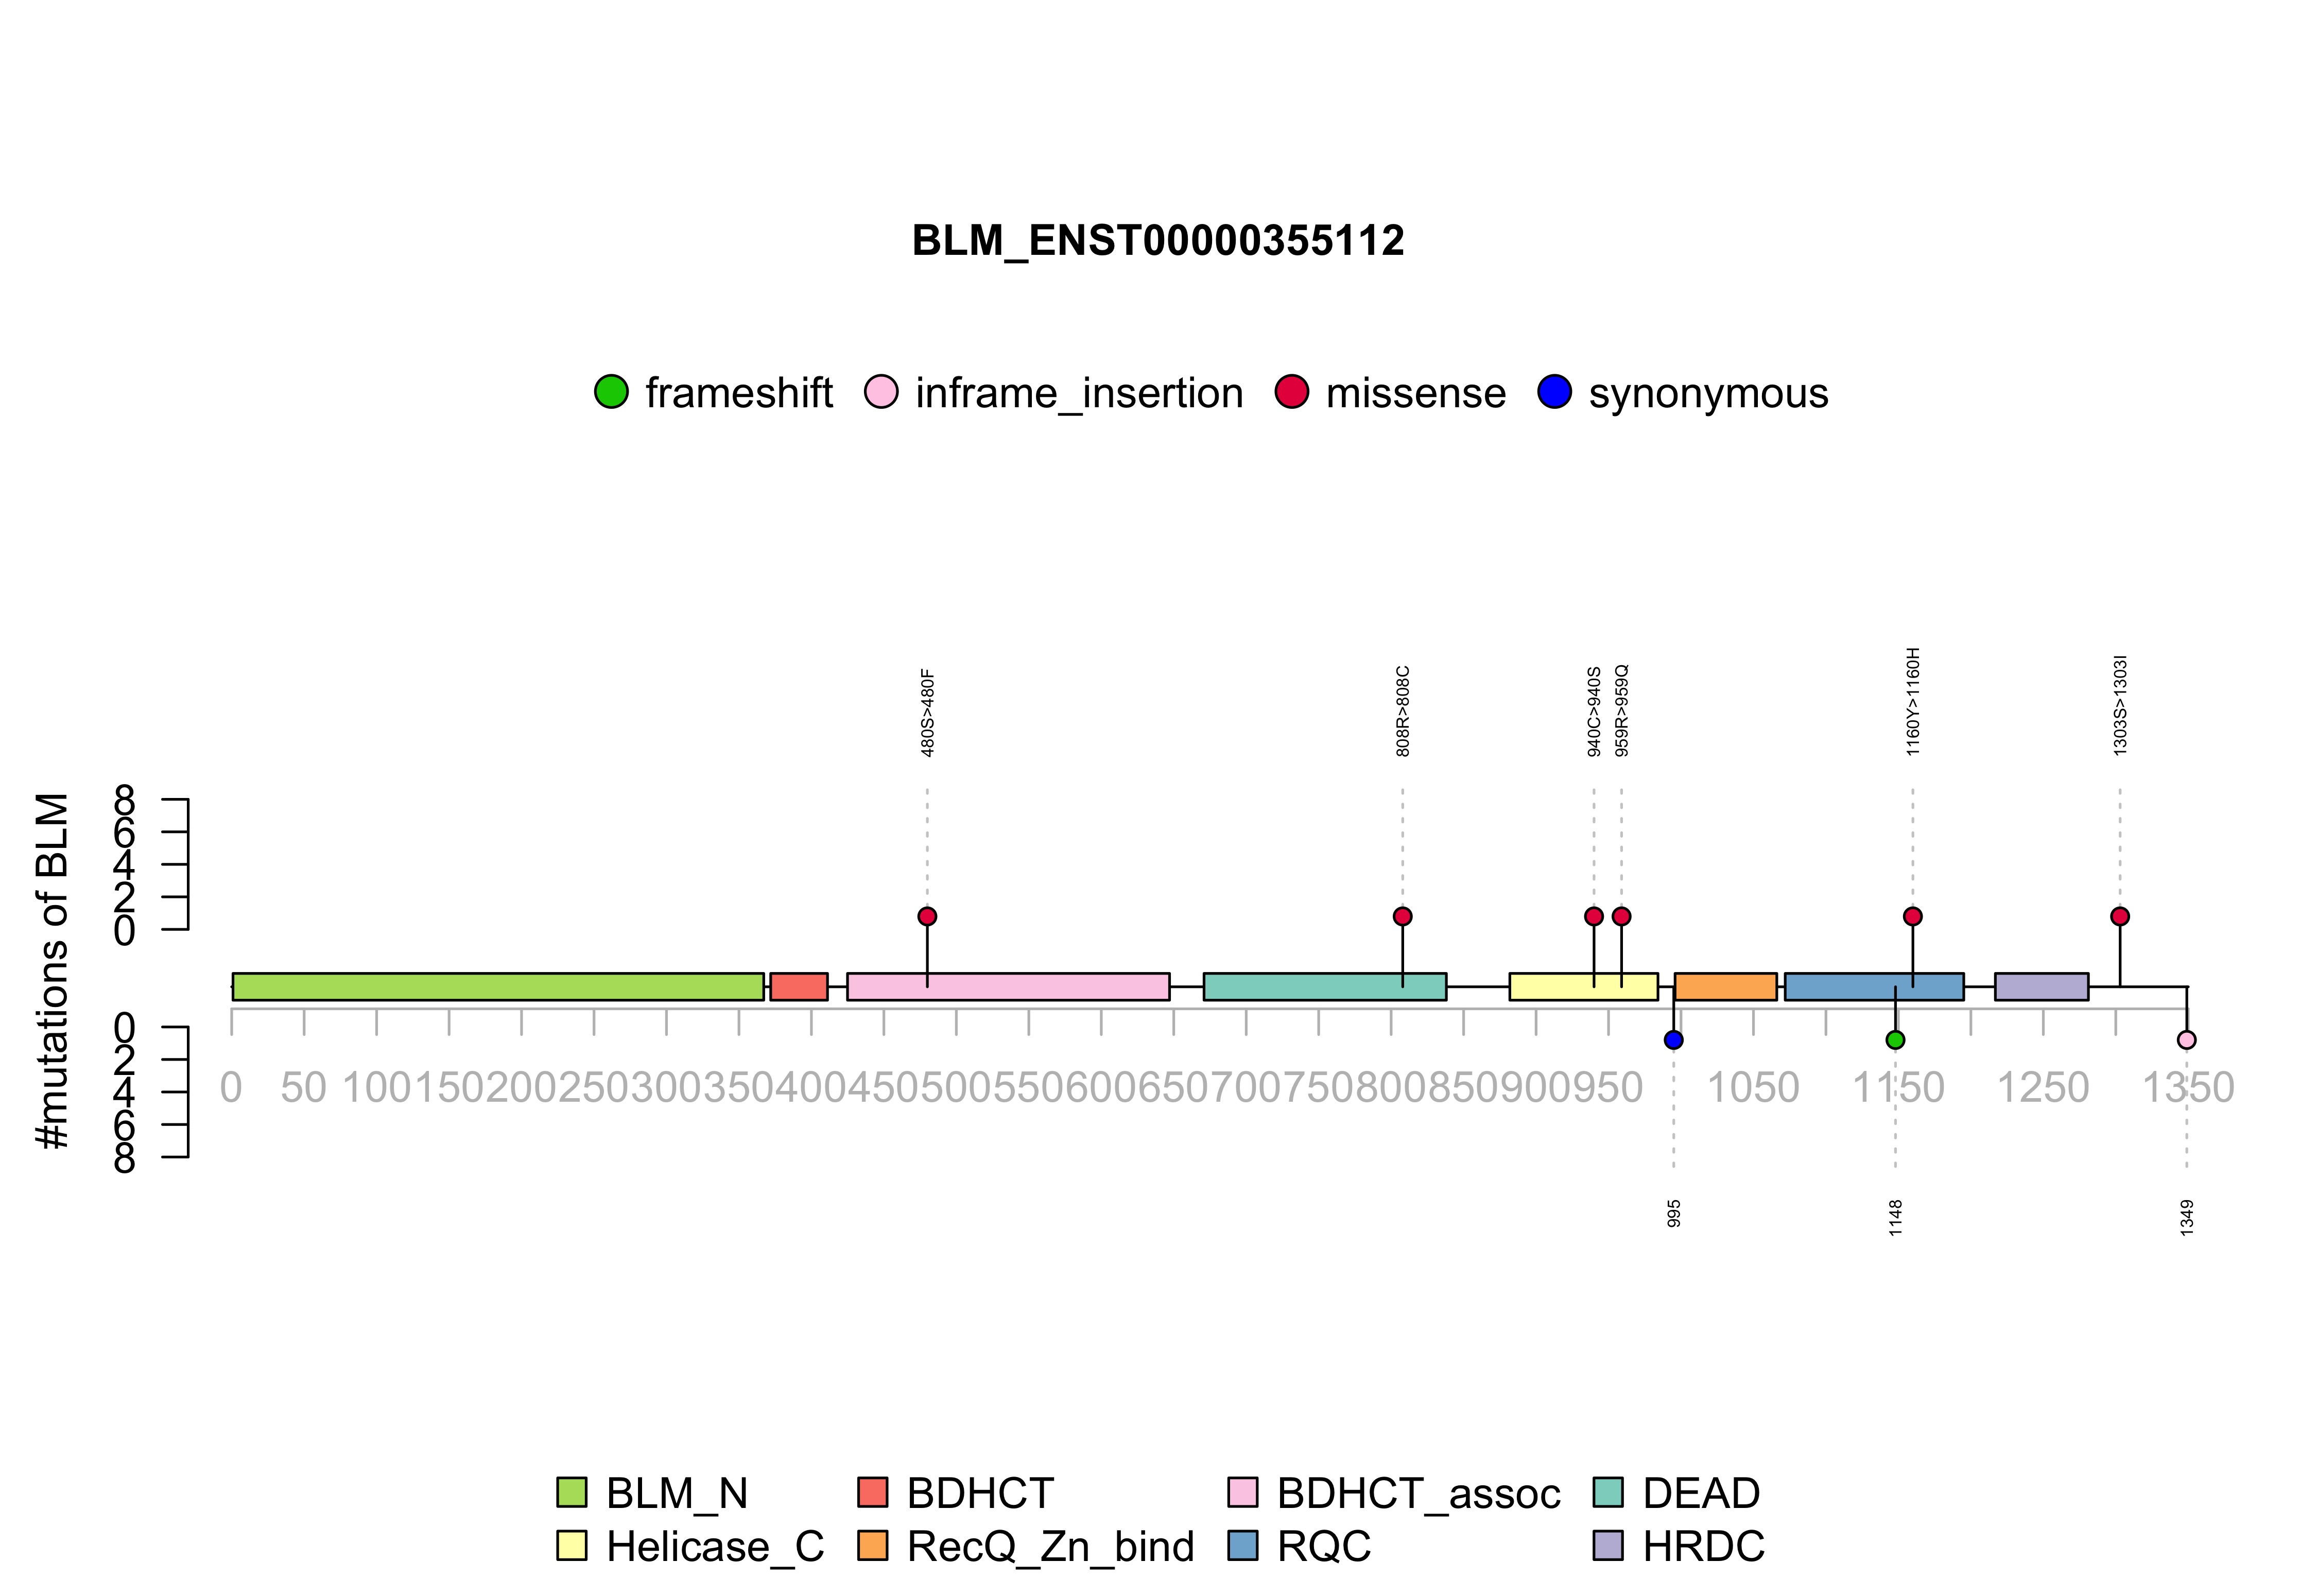 BLM_ENST00000355112
frameshift inframe_insertion missense synonymous
480S>480F
808R>808C
940C>940S
959R>959Q
1160Y>1160H
1303S>1303I
#mutations of BLM
8
6
4
2
0
0
2
4
6
8
0 50 100 150 200 250 300 350 400 450 500 550 600 650 700 750 800 850 900 950 1050 1150 1250 1350
995
1148
1349
BLM_N BDHCT BDHCT_assoc DEAD
Helicase_C RecQ_Zn_bind RQC HRDC